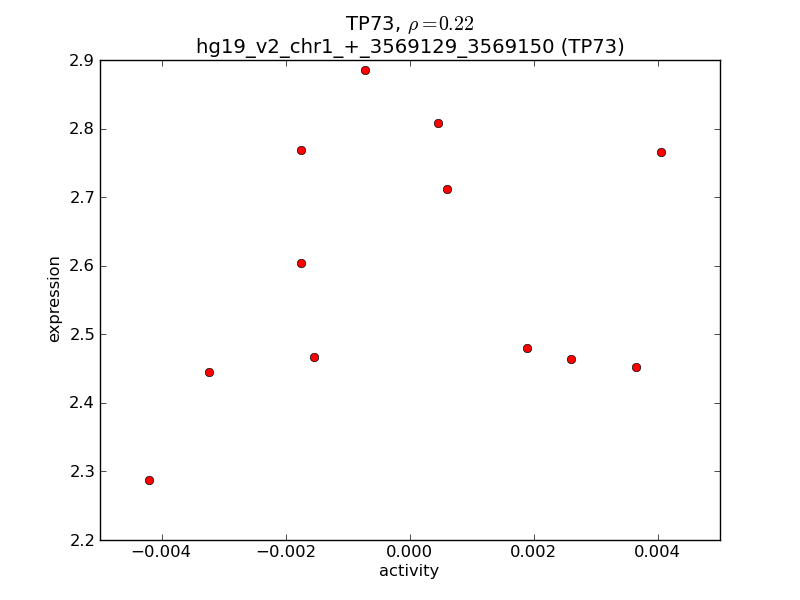 TP73, ρ=0.22
hg19_v2_chr1_+_3569129_3569150 (TP73)
2.9
2.8
2.7
2.6
2.5
2.4
2.3
2.2
expression
−0.004 −0.002 0.000 0.002 0.004
activity